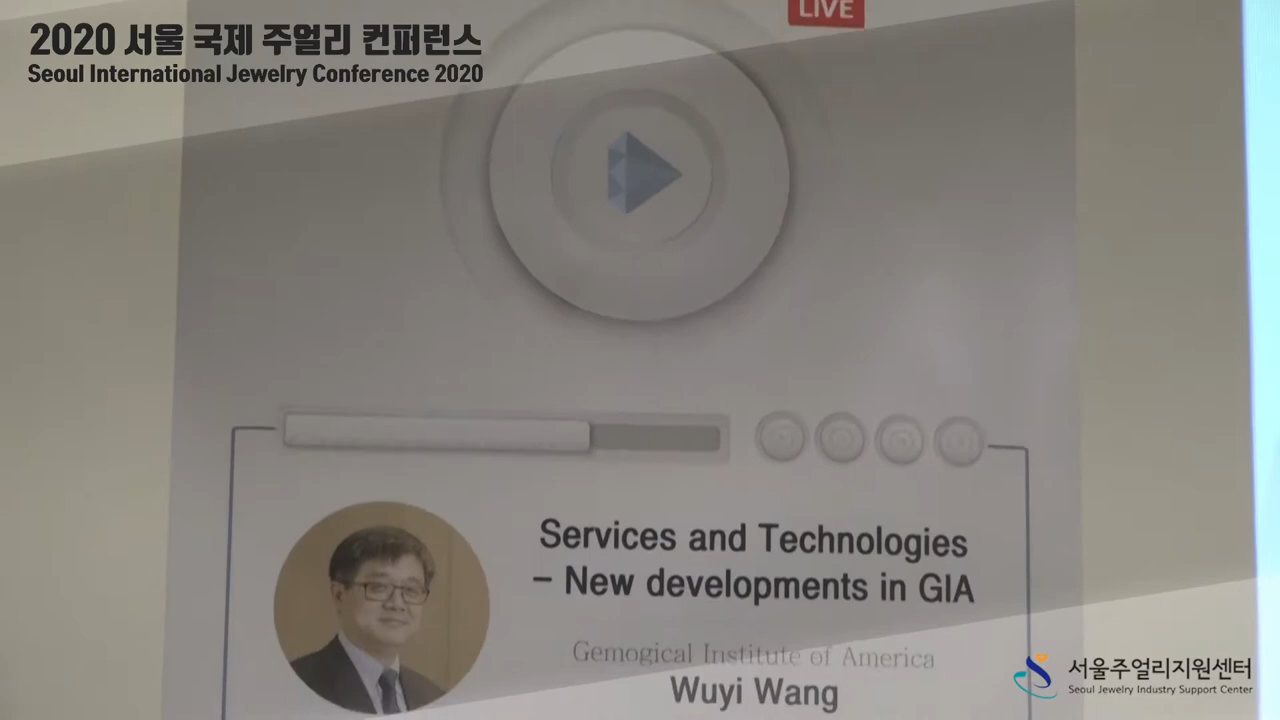 LIVE
2020 서울 국제 주얼리 컨퍼런스
Seoul International Jewelry Conference 2020
Services and Technologies
- New developments in GIA
Gemogical Institute of America
Wuyi Wang
서울주얼리지원센터
Seoul Jewelry Industry Support Center